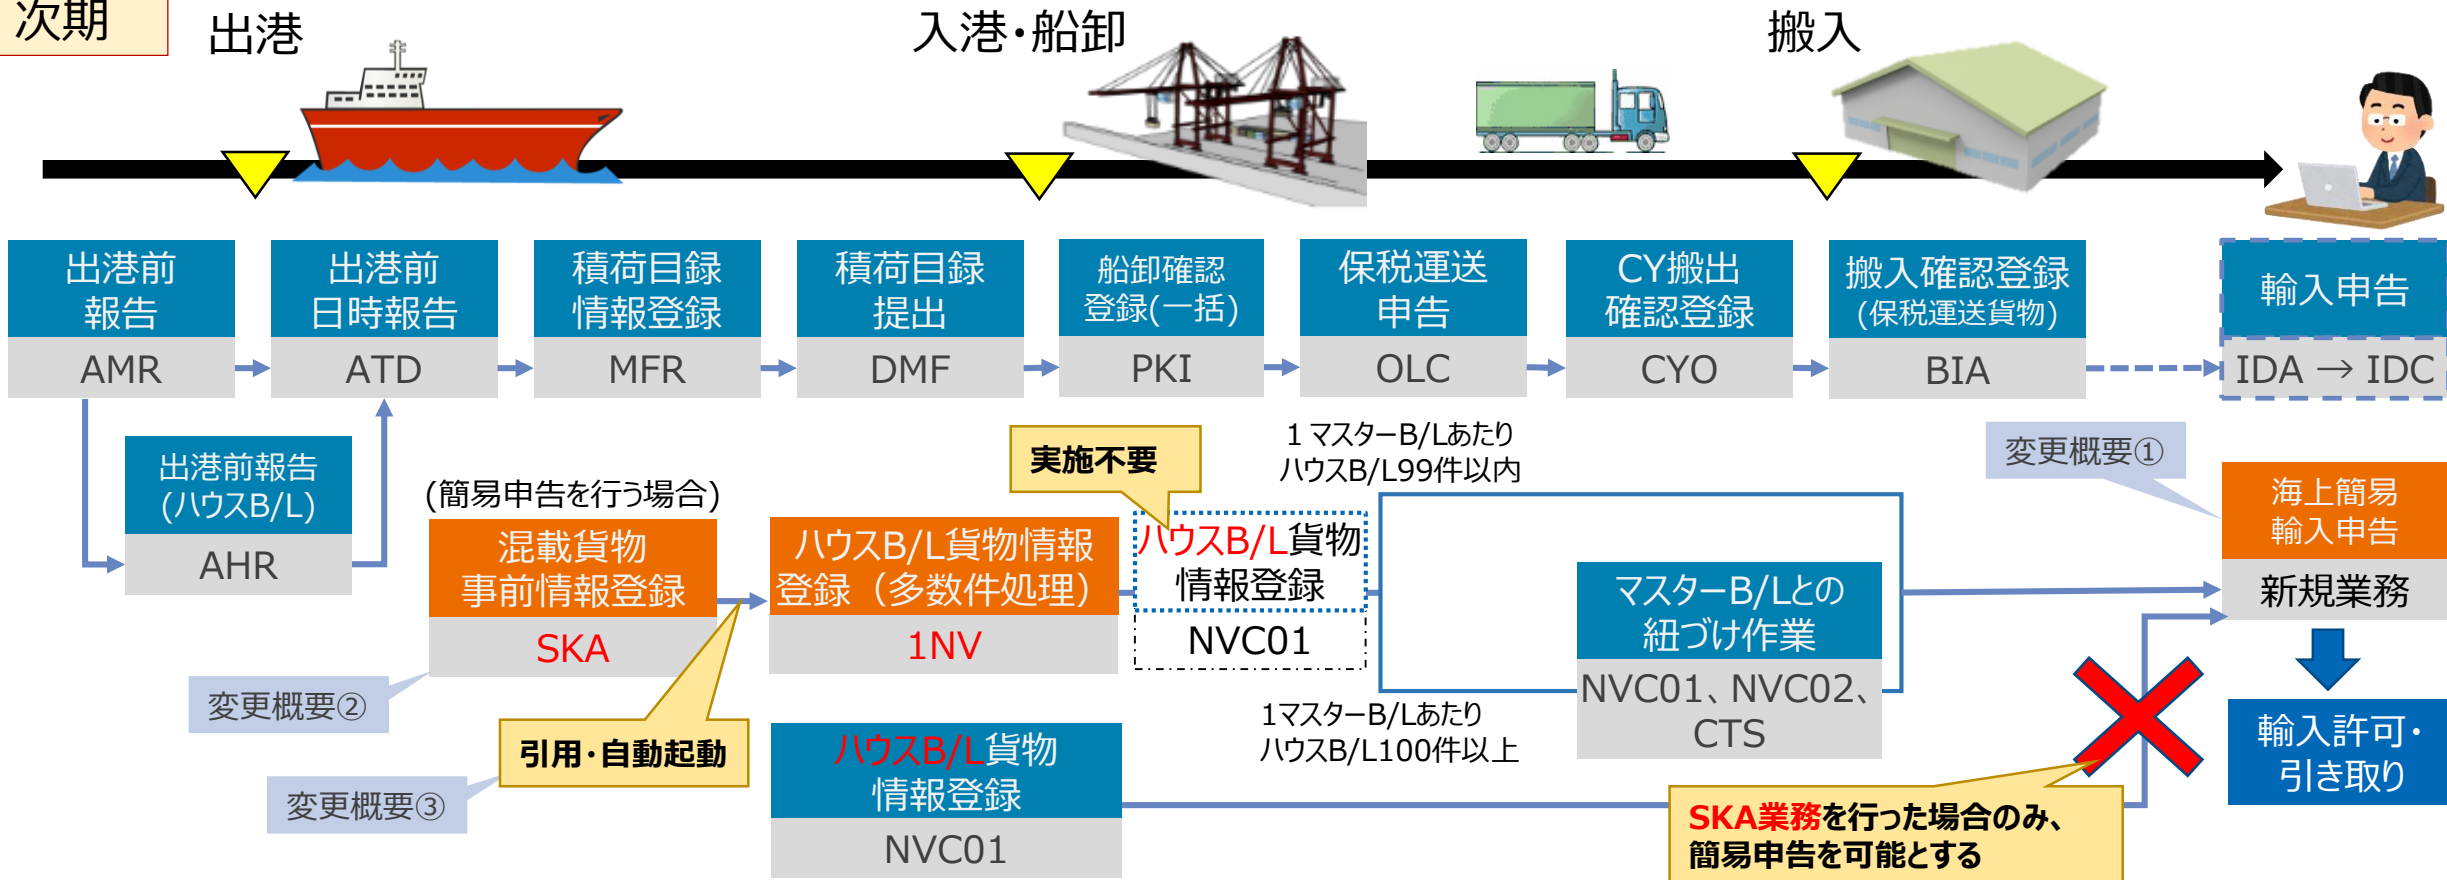 次期
出港
入港・船卸
搬入
出港前
報告
AMR
出港前
日時報告
ATD
積荷目録
情報登録
MFR
積荷目録
提出
DMF
船卸確認
登録(一括)
PKI
保税運送
申告
OLC
CY搬出
確認登録
CYO
搬入確認登録
(保税運送貨物)
BIA
輸入申告
IDA → IDC
出港前報告
(ハウスB/L)
AHR
(簡易申告を行う場合)
混載貨物
事前情報登録
SKA
変更概要②
引用・自動起動
変更概要③
ハウスB/L貨物情報
登録（多数件処理）
1NV
実施不要
ハウスB/L貨物
情報登録
NVC01
ハウスB/L貨物
情報登録
NVC01
1 マスターB/Lあたり
ハウスB/L99件以内
1マスターB/Lあたり
ハウスB/L100件以上
マスターB/Lとの
紐づけ作業
NVC01、NVC02、
CTS
変更概要①
海上簡易
輸入申告
新規業務
輸入許可・
引き取り
SKA業務を行った場合のみ、
簡易申告を可能とする